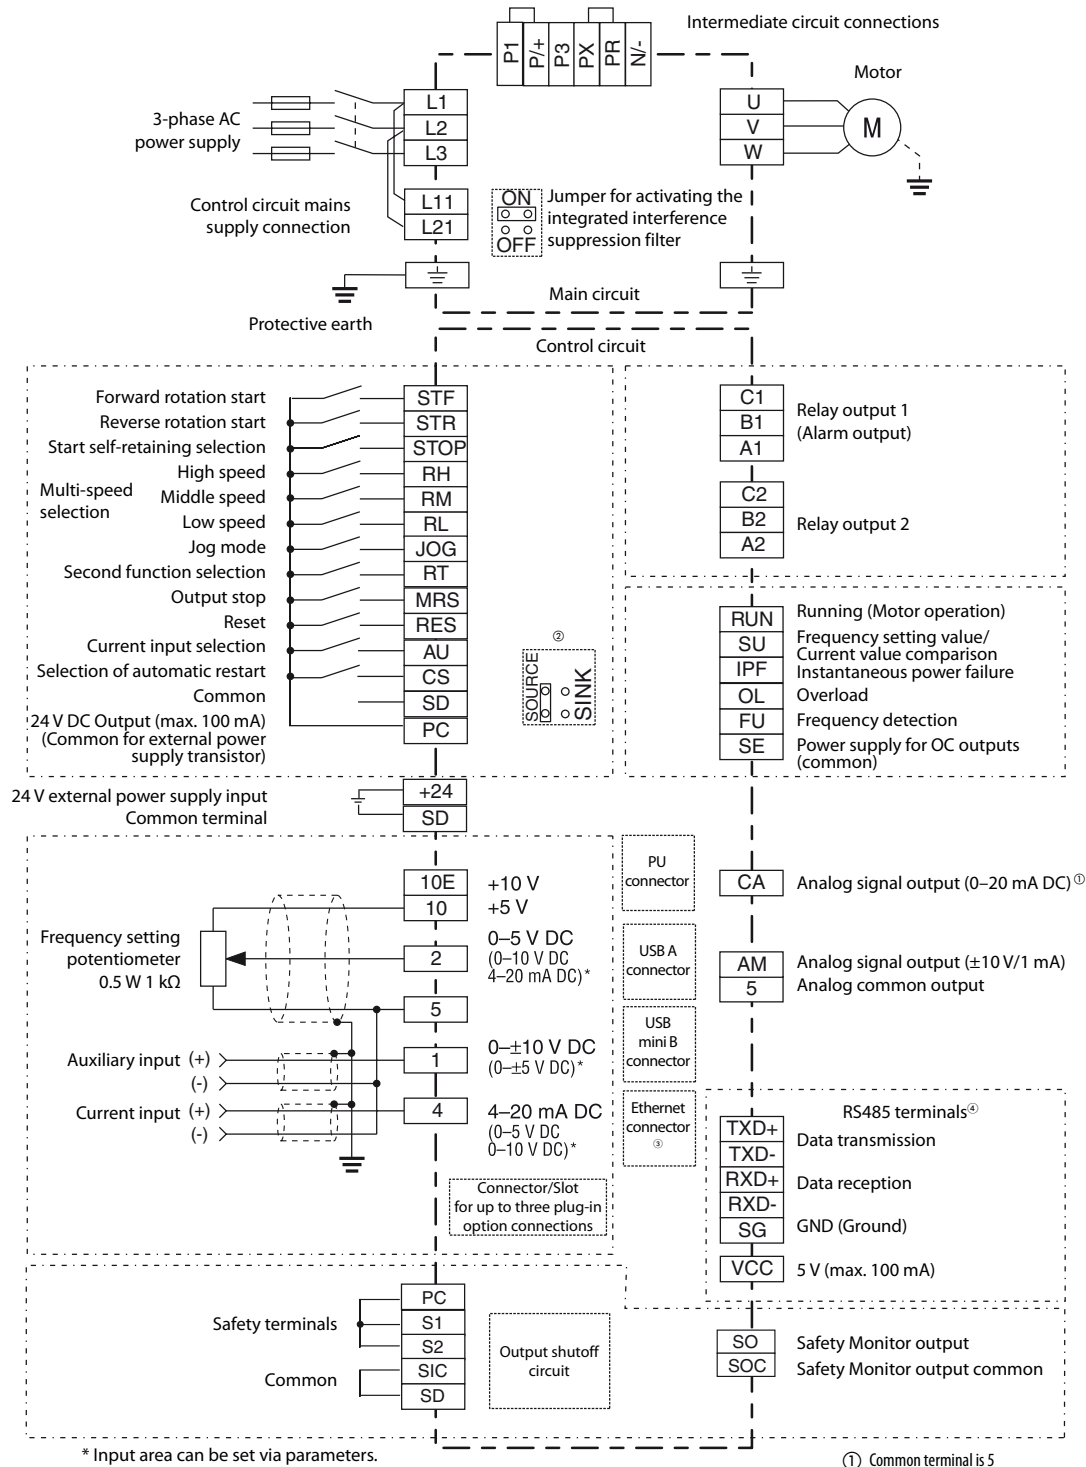 Intermediate circuit connections
P1
P/+
P3
PX
PR
N/-
Motor
3-phase AC
power supply
L1
L2
L3
U
V
W
M
Control circuit mains
supply connection
L11
L21
ON
OFF
Jumper for activating the
integrated interference
suppression filter
Main circuit
Protective earth
Control circuit
Forward rotation start
STF
Reverse rotation start
STR
Start self-retaining selection
STOP
Multi-speed
selection
High speed
RH
Middle speed
RM
Low speed
RL
Jog mode
JOG
Second function selection
RT
Output stop
MRS
Reset
RES
Current input selection
AU
Selection of automatic restart
CS
Common
SD
24 V DC Output (max. 100 mA)
(Common for external power
supply transistor)
PC
②
SOURCE
SINK
C1
B1
A1
Relay output 1
(Alarm output)
C2
B2
A2
Relay output 2
RUN
Running (Motor operation)
SU
Frequency setting value/
Current value comparison
IPF
Instantaneous power failure
OL
Overload
FU
Frequency detection
SE
Power supply for OC outputs
(common)
24 V external power supply input
+24
Common terminal
SD
10E
+10 V
10
+5 V
Frequency setting
potentiometer
0.5 W 1 kΩ
2
0–5 V DC
(0–10 V DC
4–20 mA DC)*
5
Auxiliary input (+)
(-)
1
0–±10 V DC
(0–±5 V DC)*
Current input (+)
(-)
4
4–20 mA DC
(0–5 V DC
0–10 V DC)*
Connector/Slot
for up to three plug-in
option connections
PU
connector
USB A
connector
USB
mini B
connector
Ethernet
connector
③
CA
Analog signal output (0–20 mA DC)①
AM
Analog signal output (±10 V/1 mA)
5
Analog common output
RS485 terminals④
TXD+
TXD-
Data transmission
RXD+
RXD-
Data reception
SG
GND (Ground)
VCC
5 V (max. 100 mA)
Safety terminals
PC
S1
S2
Common
SIC
SD
Output shutoff
circuit
SO
Safety Monitor output
SOC
Safety Monitor output common
* Input area can be set via parameters.
① Common terminal is 5